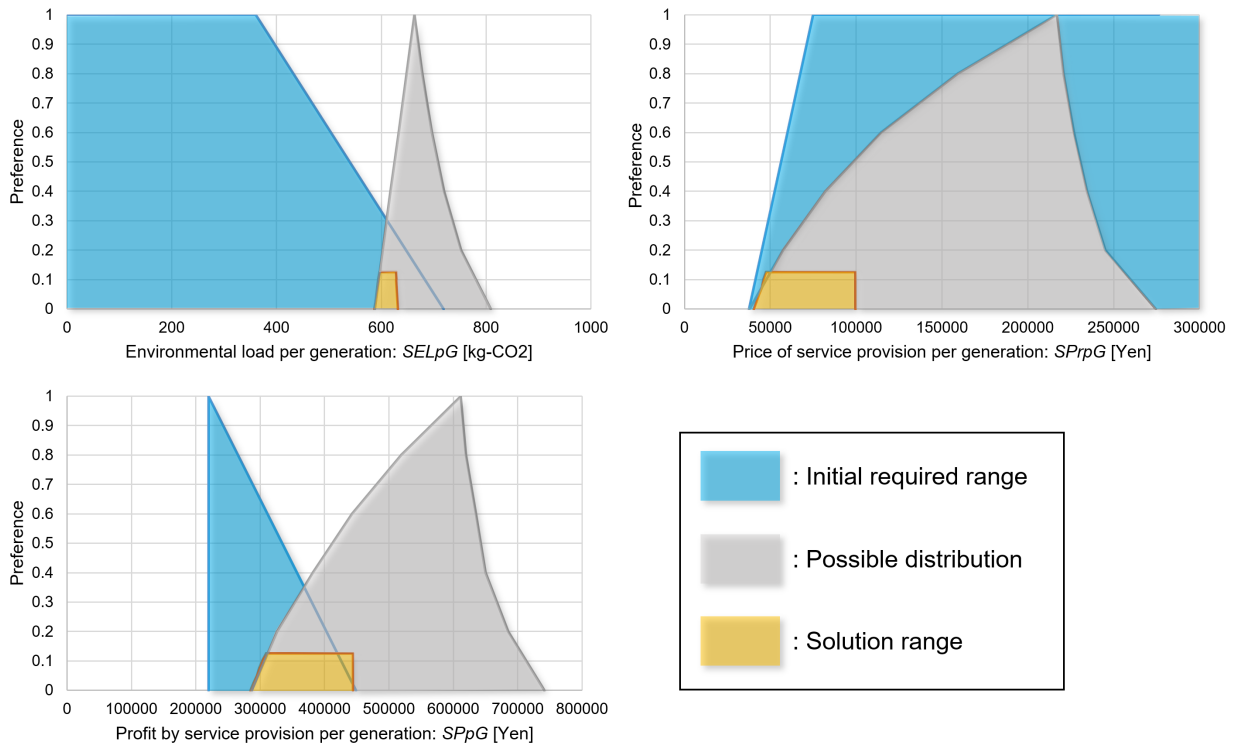 1
0.9
0.8
0.7
0.6
0.5
0.4
0.3
0.2
0.1
0
Preference
0 200 400 600 800 1000
Environmental load per generation: SELpG [kg-CO2]
1
0.9
0.8
0.7
0.6
0.5
0.4
0.3
0.2
0.1
0
Preference
0 50000 100000 150000 200000 250000 300000
Price of service provision per generation: SPrpG [Yen]
1
0.9
0.8
0.7
0.6
0.5
0.4
0.3
0.2
0.1
0
Preference
0 100000 200000 300000 400000 500000 600000 700000 800000
Profit by service provision per generation: SPpG [Yen]
: Initial required range
: Possible distribution
: Solution range